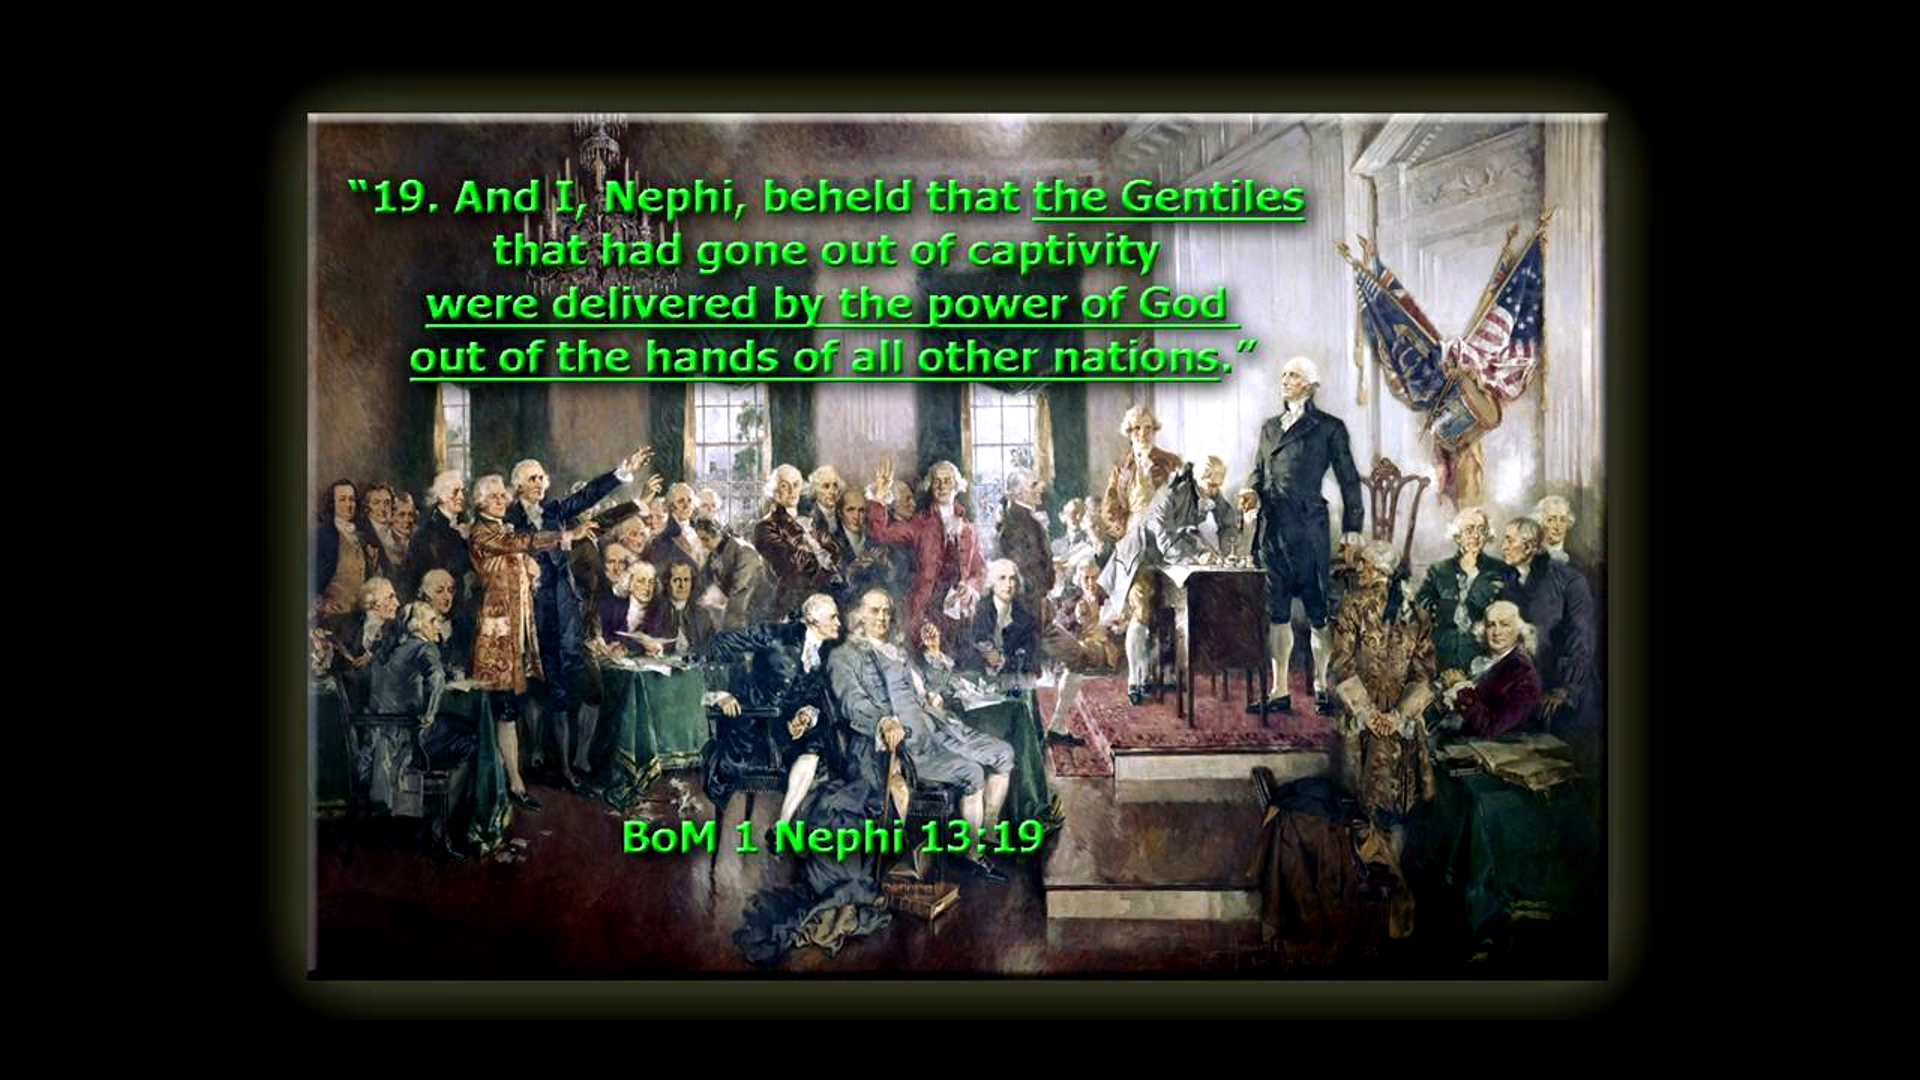 “19. And I, Nephi, beheld that the Gentiles
that had gone out of captivity
were delivered by the power of God
out of the hands of all other nations.”
BoM 1 Nephi 13:19